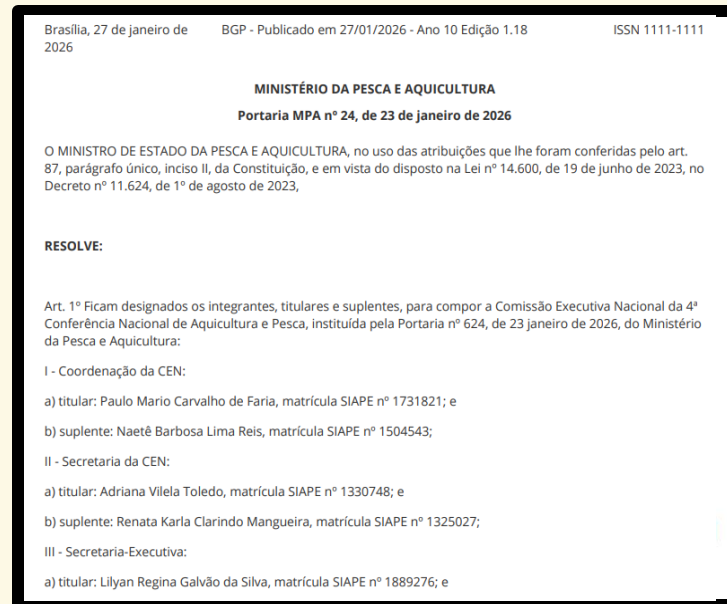 Brasília, 27 de janeiro de 2026
BGP - Publicado em 27/01/2026 - Ano 10 Edição 1.18
ISSN 1111-1111
MINISTÉRIO DA PESCA E AQUICULTURA
Portaria MPA nº 24, de 23 de janeiro de 2026
O MINISTRO DE ESTADO DA PESCA E AQUICULTURA, no uso das atribuições que lhe foram conferidas pelo art.
87, parágrafo único, inciso II, da Constituição, e em vista do disposto na Lei nº 14.600, de 19 de junho de 2023, no
Decreto nº 11.624, de 1º de agosto de 2023,
RESOLVE:
Art. 1º Ficam designados os integrantes, titulares e suplentes, para compor a Comissão Executiva Nacional da 4ª
Conferência Nacional de Aquicultura e Pesca, instituída pela Portaria nº 624, de 23 janeiro de 2026, do Ministério
da Pesca e Aquicultura:
I - Coordenação da CEN:
a) titular: Paulo Mario Carvalho de Faria, matrícula SIAPE nº 1731821; e
b) suplente: Naetê Barbosa Lima Reis, matrícula SIAPE nº 1504543;
II - Secretaria da CEN:
a) titular: Adriana Vilela Toledo, matrícula SIAPE nº 1330748; e
b) suplente: Renata Karla Clarindo Mangueira, matrícula SIAPE nº 1325027;
III - Secretaria-Executiva:
a) titular: Lilyan Regina Galvão da Silva, matrícula SIAPE nº 1889276; e